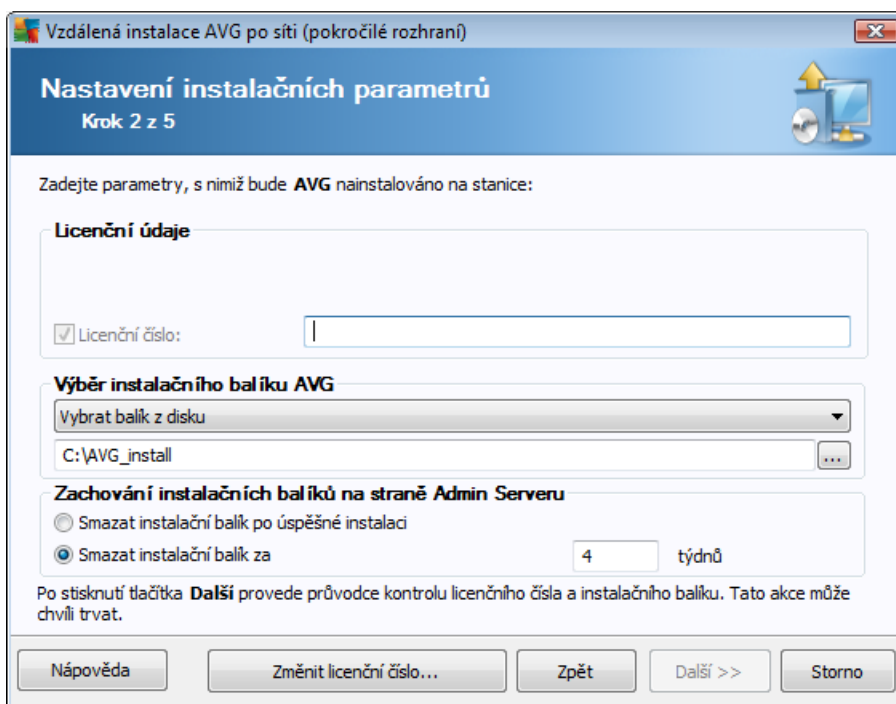 Vzdálená instalace AVG po síti (pokročilé rozhraní)
Nastavení instalačních parametrů
Krok 2 z 5
Zadejte parametry, s nimiž bude AVG nainstalováno na stanice:
Licenční údaje
Licenční číslo:
Výběr instalačního balíku AVG
Vybrat balík z disku
C:\AVG_install
...
Zachování instalačních balíků na straně Admin Serveru
Smazat instalační balík po úspěšné instalaci
Smazat instalační balík za 4 týdnů
Po stisknutí tlačítka Další provede průvodce kontrolu licenčního čísla a instalačního balíku. Tato akce může
chvíli trvat.
Nápověda Změnit licenční číslo... Zpět Další >> Storno